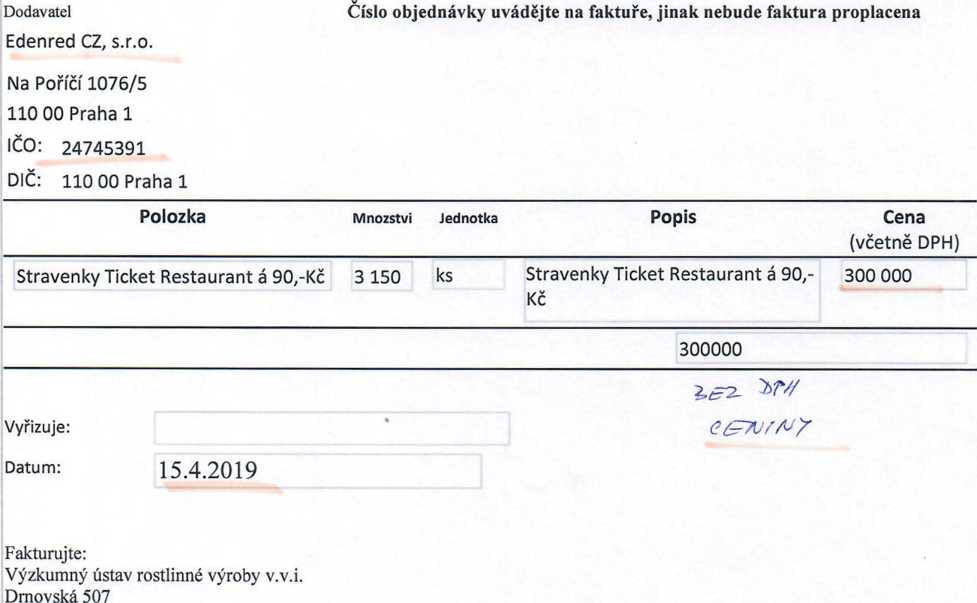 Dodavatel
Číslo objednávky uvádějte na faktuře, jinak nebude faktura proplacena
Edenred CZ, s.r.o.
Na Poříčí 1076/5
110 00 Praha 1
IČO: 24745391
DIČ: 110 00 Praha 1
Polozka Mnozstvi Jednotka Popis Cena
(včetně DPH)
Stravenky Ticket Restaurant á 90,-Kč 3 150 ks Stravenky Ticket Restaurant á 90,- 300 000
Kč
300000
BEZ DPH
CENINY
Vyřizuje:
Datum: 15.4.2019
Fakturujte:
Výzkumný ústav rostlinné výroby v.v.i.
Drnovská 507